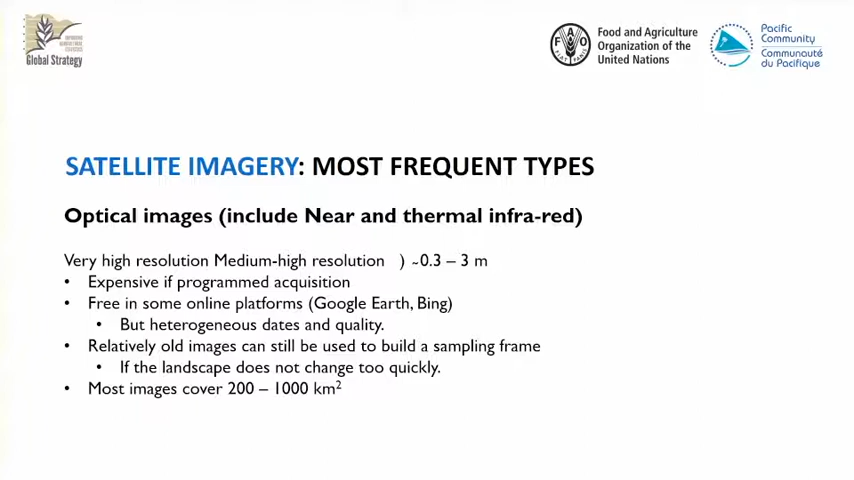 Global Strategy
Food and Agriculture
Organization of the
United Nations
Pacific
Community
Communauté
du Pacifique
SATELLITE IMAGERY: MOST FREQUENT TYPES
Optical images (include Near and thermal infra-red)
Very high resolution Medium-high resolution ) ~0.3 – 3 m
• Expensive if programmed acquisition
• Free in some online platforms (Google Earth, Bing)
• But heterogeneous dates and quality.
• Relatively old images can still be used to build a sampling frame
• If the landscape does not change too quickly.
• Most images cover 200 – 1000 km²